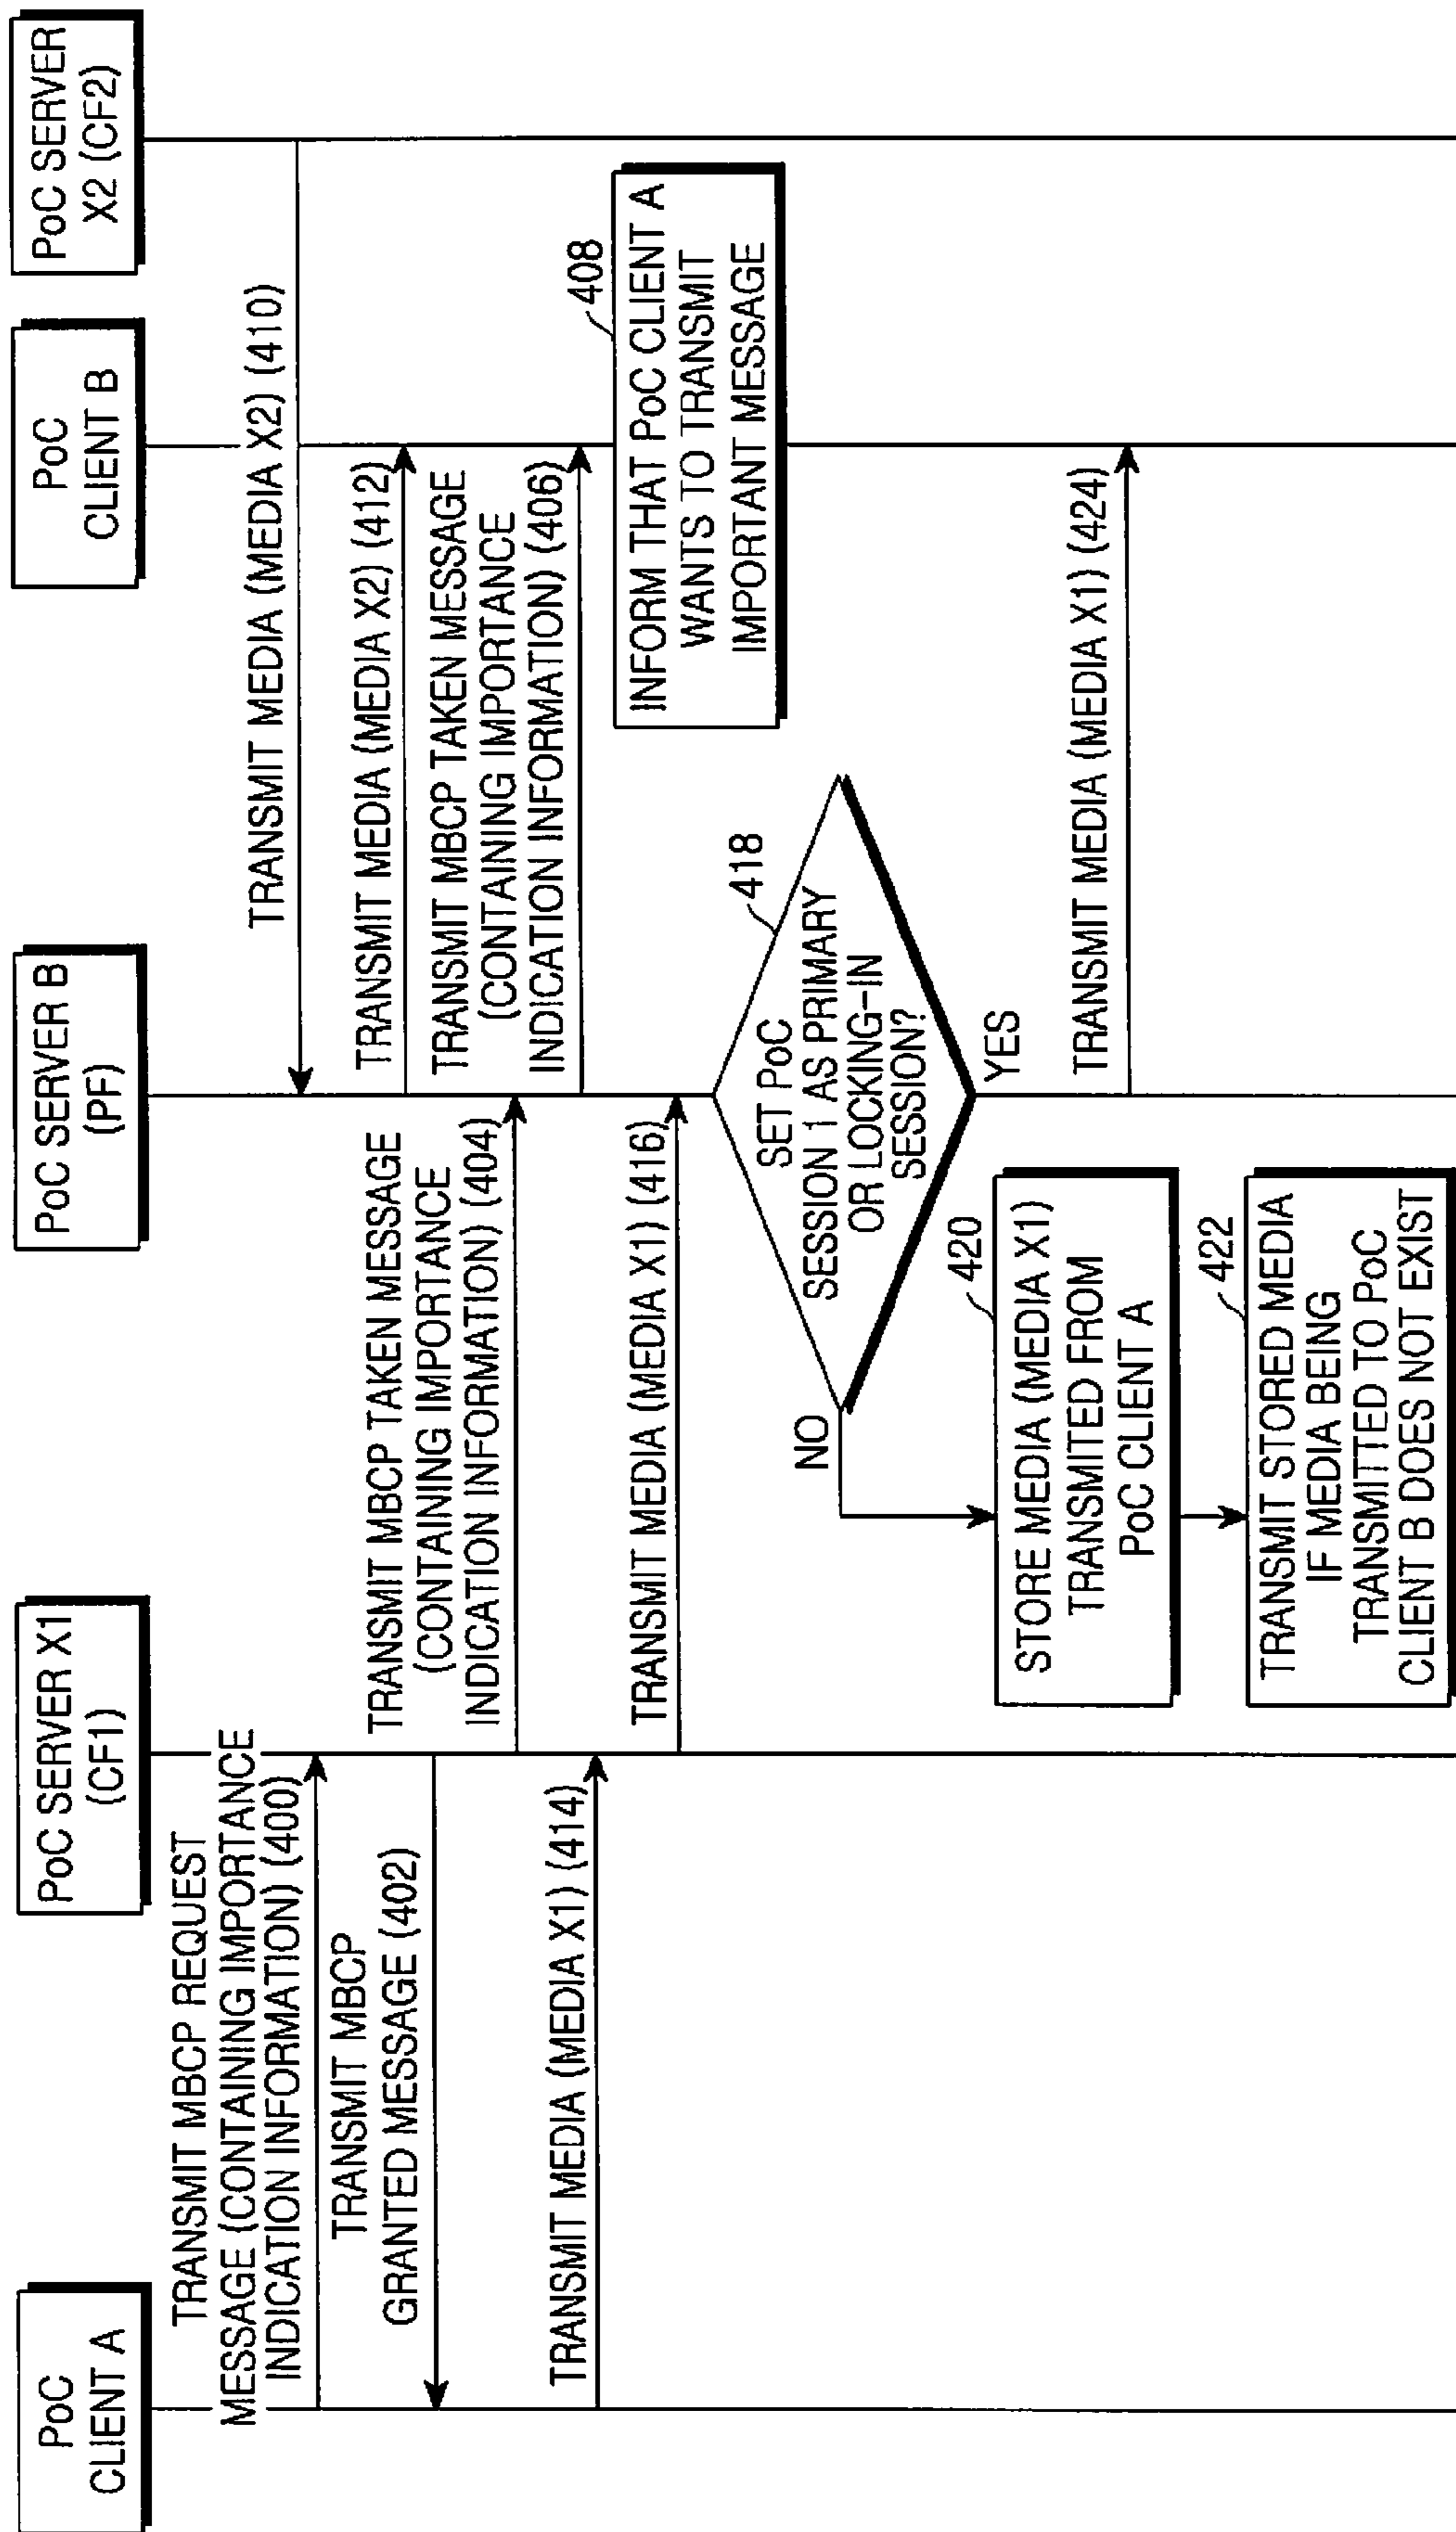 PoC
CLIENT A
PoC SERVER X1
(CF1)
PoC SERVER B
(PF)
PoC
CLIENT B
PoC SERVER
X2 (CF2)
TRANSMIT MBCP REQUEST
MESSAGE (CONTAINING IMPORTANCE
INDICATION INFORMATION) (400)
TRANSMIT MEDIA (MEDIA X2) (410)
TRANSMIT MBCP
GRANTED MESSAGE (402)
TRANSMIT MEDIA (MEDIA X2) (412)
TRANSMIT MBCP TAKEN MESSAGE
(CONTAINING IMPORTANCE
INDICATION INFORMATION) (404)
TRANSMIT MBCP TAKEN MESSAGE
(CONTAINING IMPORTANCE
INDICATION INFORMATION) (406)
408
INFORM THAT PoC CLIENT A
WANTS TO TRANSMIT
IMPORTANT MESSAGE
TRANSMIT MEDIA (MEDIA X1) (414)
TRANSMIT MEDIA (MEDIA X1) (416)
418
SET PoC
SESSION 1 AS PRIMARY
OR LOCKING-IN
SESSION?
NO
YES
420
STORE MEDIA (MEDIA X1)
TRANSMITED FROM
PoC CLIENT A
TRANSMIT MEDIA (MEDIA X1) (424)
422
TRANSMIT STORED MEDIA
IF MEDIA BEING
TRANSMITTED TO PoC
CLIENT B DOES NOT EXIST